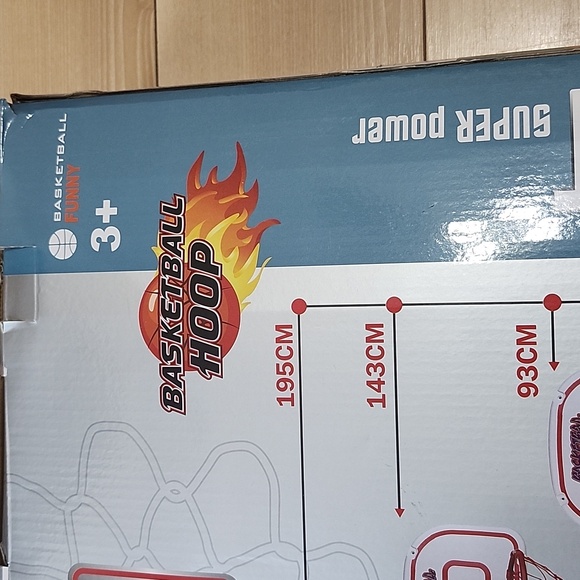 SUPER power
BASKETBALL
FUNNY
3+
BASKETBALL
HOOP
195CM
143CM
93CM